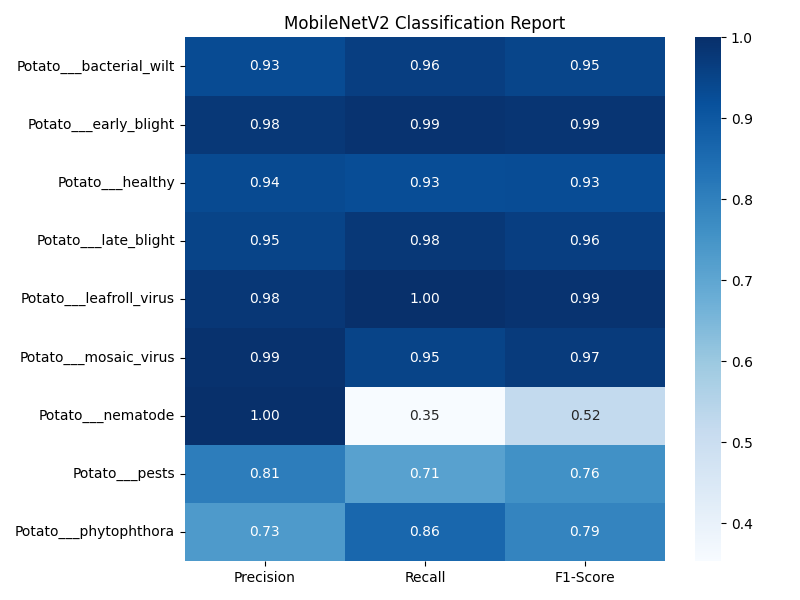 MobileNetV2 Classification Report
Potato___bacterial_wilt 0.93 0.96 0.95
Potato___early_blight 0.98 0.99 0.99
Potato___healthy 0.94 0.93 0.93
Potato___late_blight 0.95 0.98 0.96
Potato___leafroll_virus 0.98 1.00 0.99
Potato___mosaic_virus 0.99 0.95 0.97
Potato___nematode 1.00 0.35 0.52
Potato___pests 0.81 0.71 0.76
Potato___phytophthora 0.73 0.86 0.79
Precision Recall F1-Score
1.0
0.9
0.8
0.7
0.6
0.5
0.4